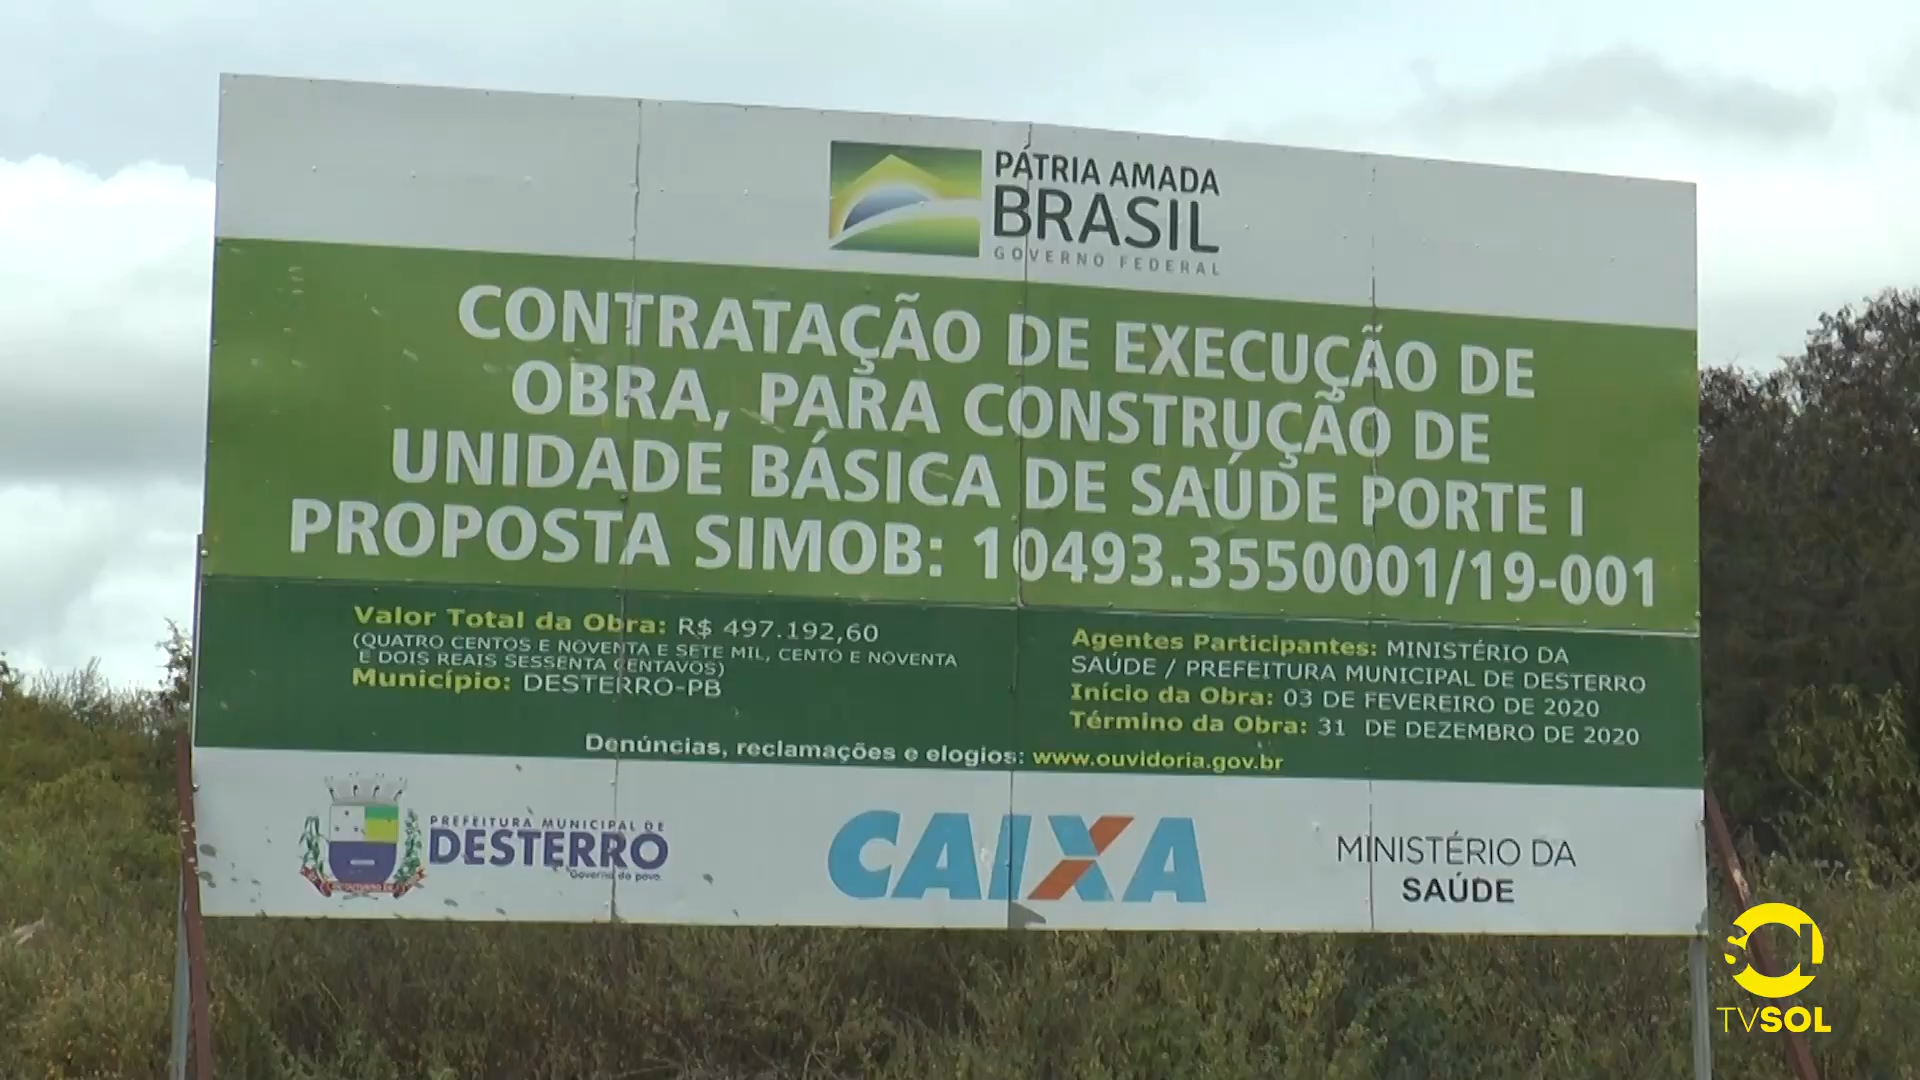 PÁTRIA AMADA
BRASIL
GOVERNO FEDERAL
CONTRATAÇÃO DE EXECUÇÃO DE
OBRA, PARA CONSTRUÇÃO DE
UNIDADE BÁSICA DE SAÚDE PORTE I
PROPOSTA SIMOB: 10493.3550001/19-001
Valor Total da Obra: R$ 497.192,60
(QUATRO CENTOS E NOVENTA E SETE MIL, CENTO E NOVENTA
E DOIS REAIS SESSENTA CENTAVOS)
Município: DESTERRO-PB
Agentes Participantes: MINISTÉRIO DA
SAÚDE / PREFEITURA MUNICIPAL DE DESTERRO
Início da Obra: 03 DE FEVEREIRO DE 2020
Término da Obra: 31 DE DEZEMBRO DE 2020
Denúncias, reclamações e elogios: www.ouvidoria.gov.br
PREFEITURA MUNICIPAL DE
DESTERRO
Governo do povo.
CAIXA
MINISTÉRIO DA
SAÚDE
TVSOL